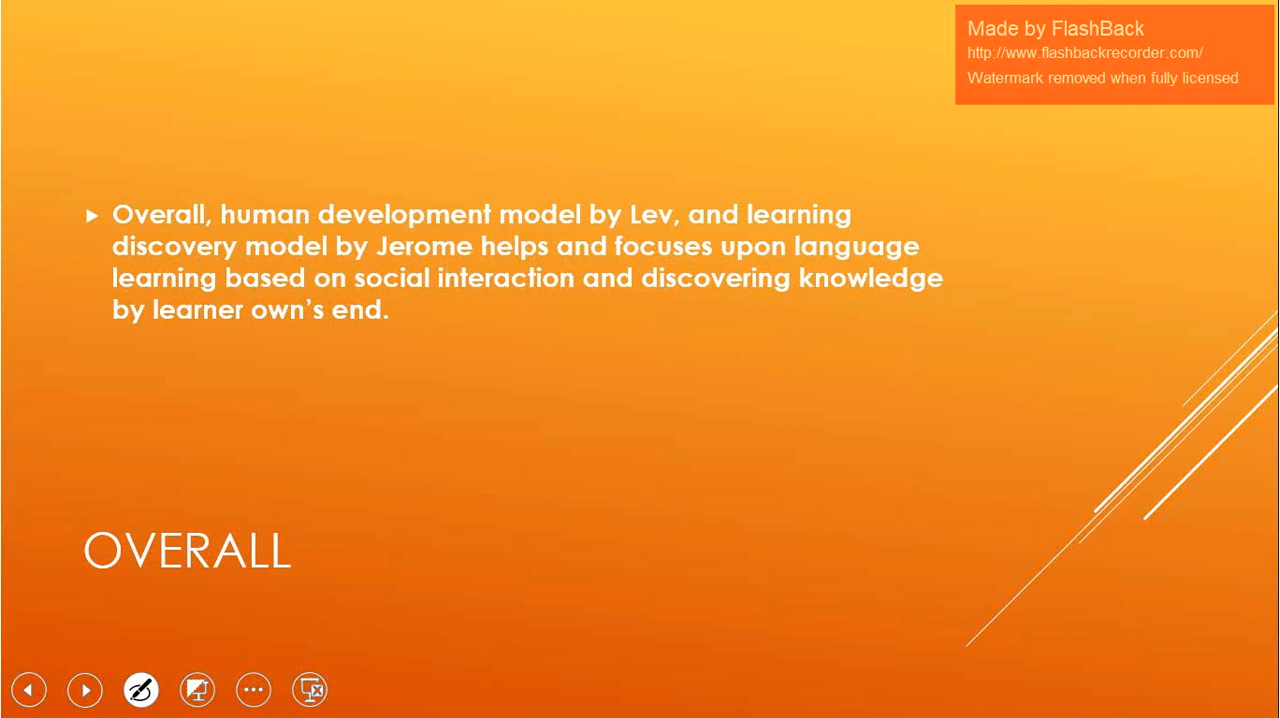 Made by FlashBack
http://www.flashbackrecorder.com/
Watermark removed when fully licensed
Overall, human development model by Lev, and learning
discovery model by Jerome helps and focuses upon language
learning based on social interaction and discovering knowledge
by learner own’s end.
OVERALL